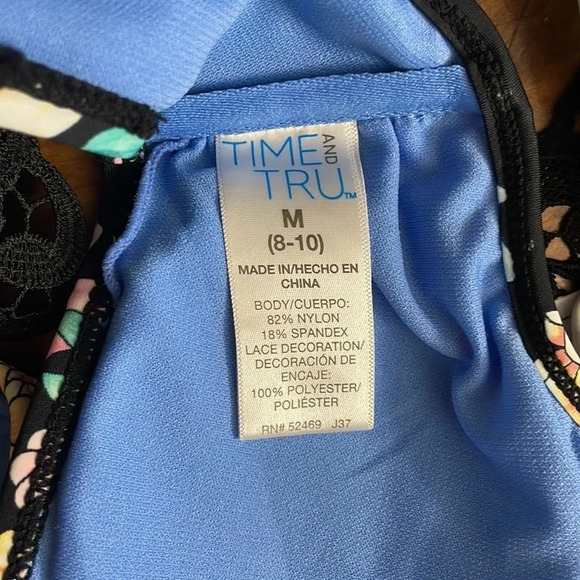 TIME AND
TRU™
M
(8-10)
MADE IN/HECHO EN
CHINA
BODY/CUERPO:
82% NYLON
18% SPANDEX
LACE DECORATION/
DECORACIÓN DE
ENCAJE:
100% POLYESTER/
POLIÉSTER
RN# 52469 J37